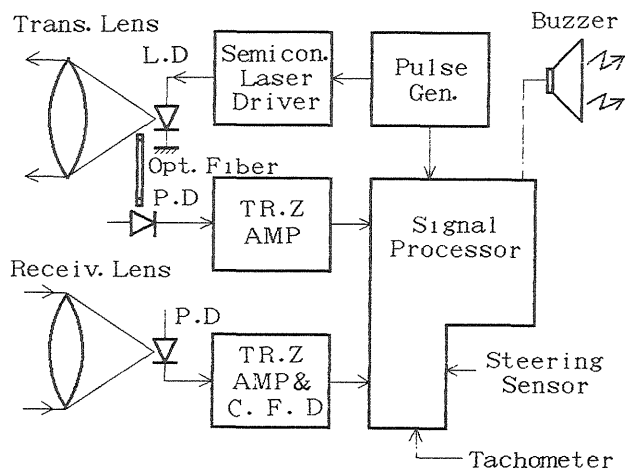 Trans. Lens
L.D
Semicon.
Laser
Driver
Pulse
Gen.
Buzzer
Opt. Fiber
P.D
TR.Z
AMP
Signal
Processor
Receiv. Lens
P.D
TR.Z
AMP&
C. F. D
Steering
Sensor
Tachometer